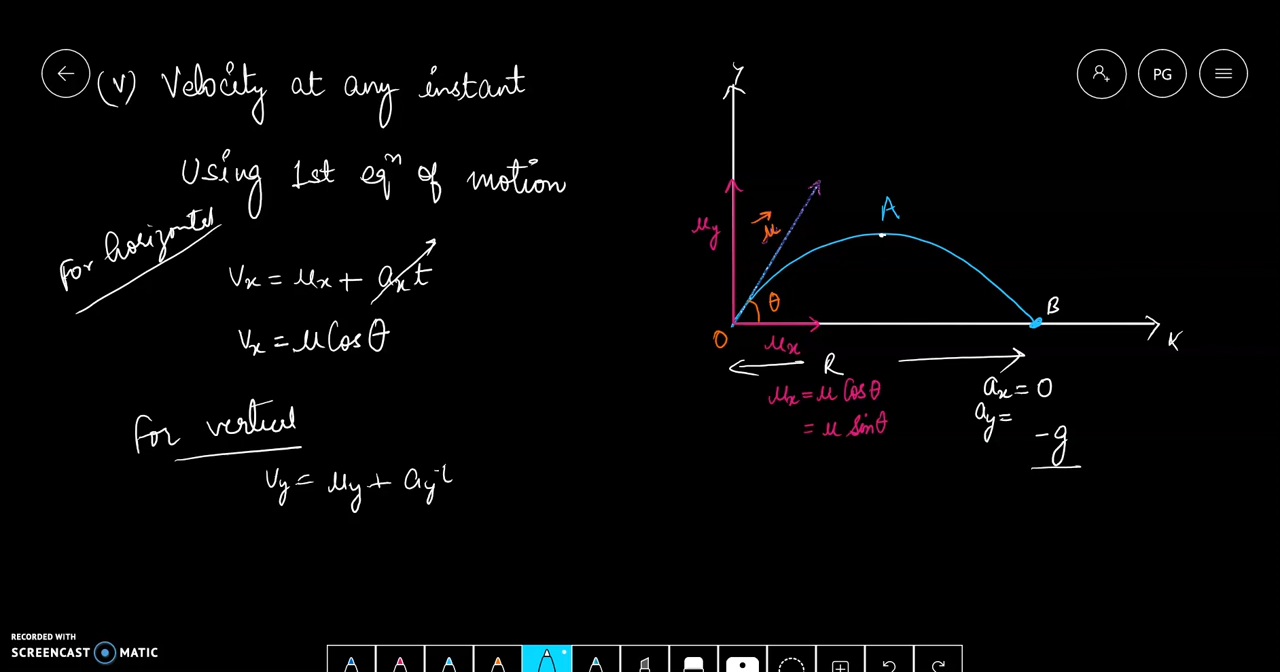 (V) Velocity at any instant
Using 1st eqⁿ of motion
For horizontal
Vx = ux + axt
Vx = u Cos θ
For vertical
Vy = uy + ayt
Y
A
uy
u
θ
O
B
X
ux
R
ux = u Cos θ
= u sin θ
ax = 0
ay =
-g
PG
RECORDED WITH
SCREENCAST MATIC